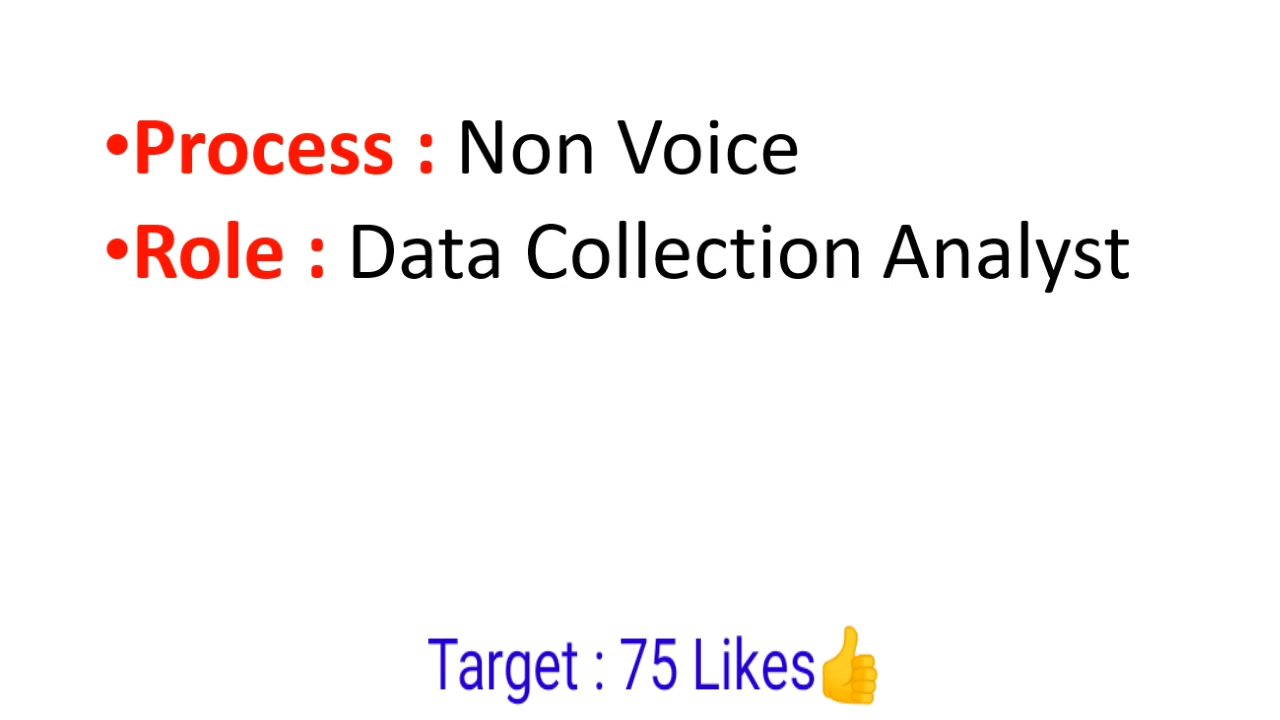 •Process : Non Voice
•Role : Data Collection Analyst
Target : 75 Likes👍